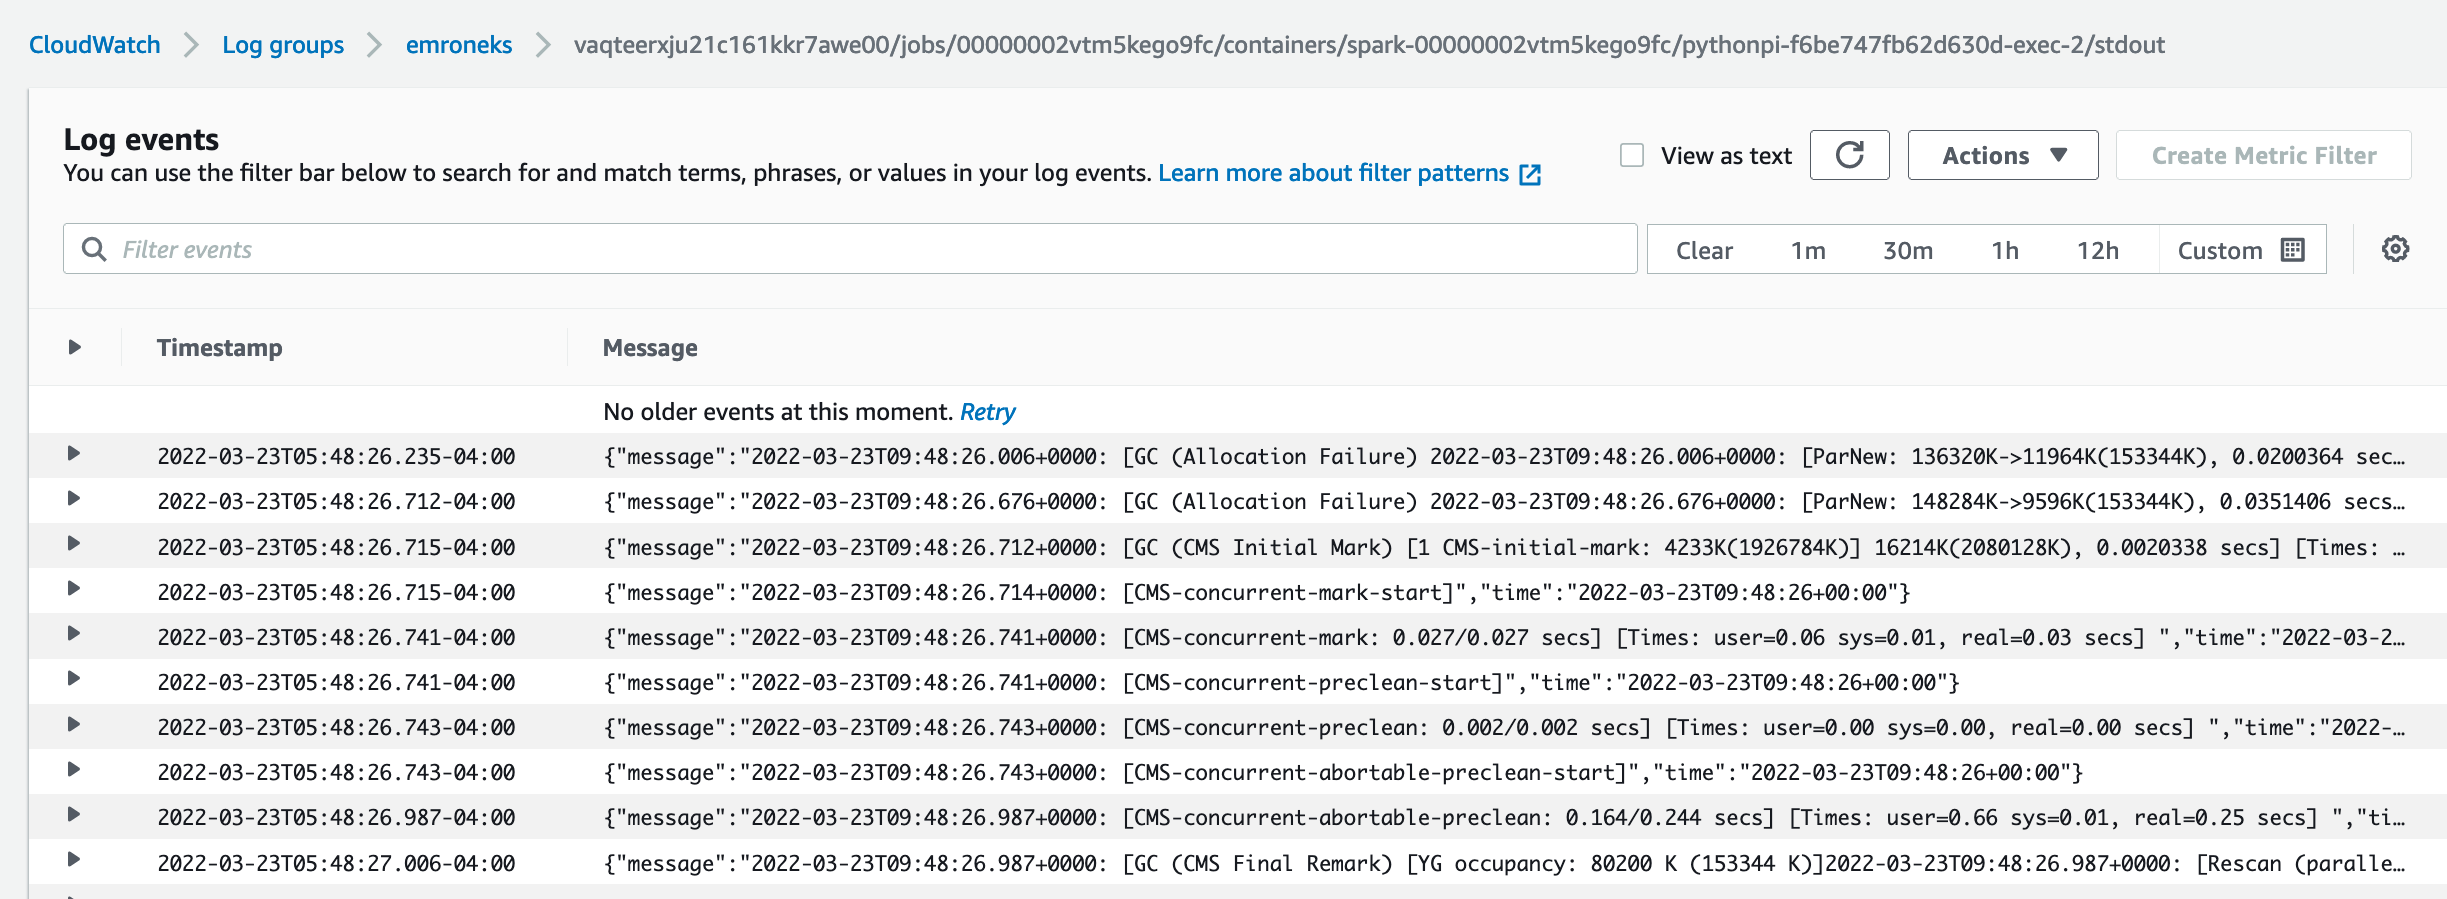 CloudWatch > Log groups > emroneks > vaqteerxju21c161kkr7awe00/jobs/00000002vtm5kego9fc/containers/spark-00000002vtm5kego9fc/pythonpi-f6be747fb62d630d-exec-2/stdout
Log events
You can use the filter bar below to search for and match terms, phrases, or values in your log events. Learn more about filter patterns
View as text
Actions
Create Metric Filter
Filter events
Clear 1m 30m 1h 12h Custom
Timestamp Message
No older events at this moment. Retry
2022-03-23T05:48:26.235-04:00 {"message":"2022-03-23T09:48:26.006+0000: [GC (Allocation Failure) 2022-03-23T09:48:26.006+0000: [ParNew: 136320K->11964K(153344K), 0.0200364 sec…
2022-03-23T05:48:26.712-04:00 {"message":"2022-03-23T09:48:26.676+0000: [GC (Allocation Failure) 2022-03-23T09:48:26.676+0000: [ParNew: 148284K->9596K(153344K), 0.0351406 secs…
2022-03-23T05:48:26.715-04:00 {"message":"2022-03-23T09:48:26.712+0000: [GC (CMS Initial Mark) [1 CMS-initial-mark: 4233K(1926784K)] 16214K(2080128K), 0.0020338 secs] [Times: …
2022-03-23T05:48:26.715-04:00 {"message":"2022-03-23T09:48:26.714+0000: [CMS-concurrent-mark-start]","time":"2022-03-23T09:48:26+00:00"}
2022-03-23T05:48:26.741-04:00 {"message":"2022-03-23T09:48:26.741+0000: [CMS-concurrent-mark: 0.027/0.027 secs] [Times: user=0.06 sys=0.01, real=0.03 secs] ","time":"2022-03-2…
2022-03-23T05:48:26.741-04:00 {"message":"2022-03-23T09:48:26.741+0000: [CMS-concurrent-preclean-start]","time":"2022-03-23T09:48:26+00:00"}
2022-03-23T05:48:26.743-04:00 {"message":"2022-03-23T09:48:26.743+0000: [CMS-concurrent-preclean: 0.002/0.002 secs] [Times: user=0.00 sys=0.00, real=0.00 secs] ","time":"2022-…
2022-03-23T05:48:26.743-04:00 {"message":"2022-03-23T09:48:26.743+0000: [CMS-concurrent-abortable-preclean-start]","time":"2022-03-23T09:48:26+00:00"}
2022-03-23T05:48:26.987-04:00 {"message":"2022-03-23T09:48:26.987+0000: [CMS-concurrent-abortable-preclean: 0.164/0.244 secs] [Times: user=0.66 sys=0.01, real=0.25 secs] ","ti…
2022-03-23T05:48:27.006-04:00 {"message":"2022-03-23T09:48:26.987+0000: [GC (CMS Final Remark) [YG occupancy: 80200 K (153344 K)]2022-03-23T09:48:26.987+0000: [Rescan (paralle…